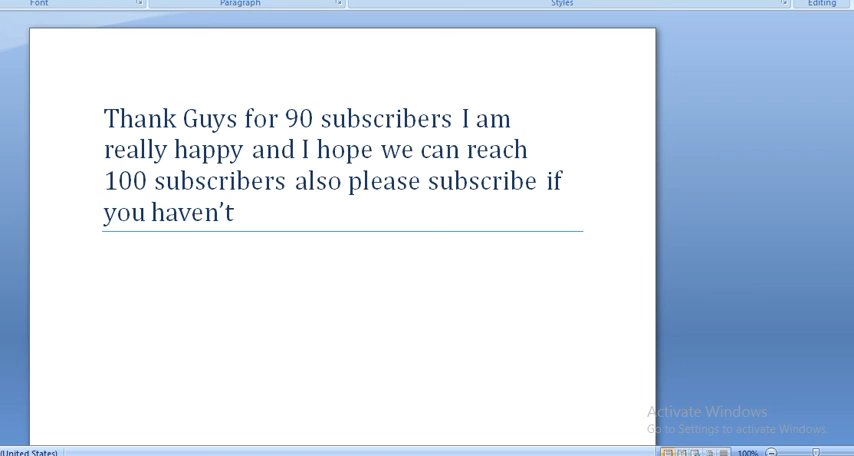 Font Paragraph Styles Editing
Thank Guys for 90 subscribers I am
really happy and I hope we can reach
100 subscribers also please subscribe if
you haven't
Activate Windows
Go to Settings to activate Windows.
(United States) 100%